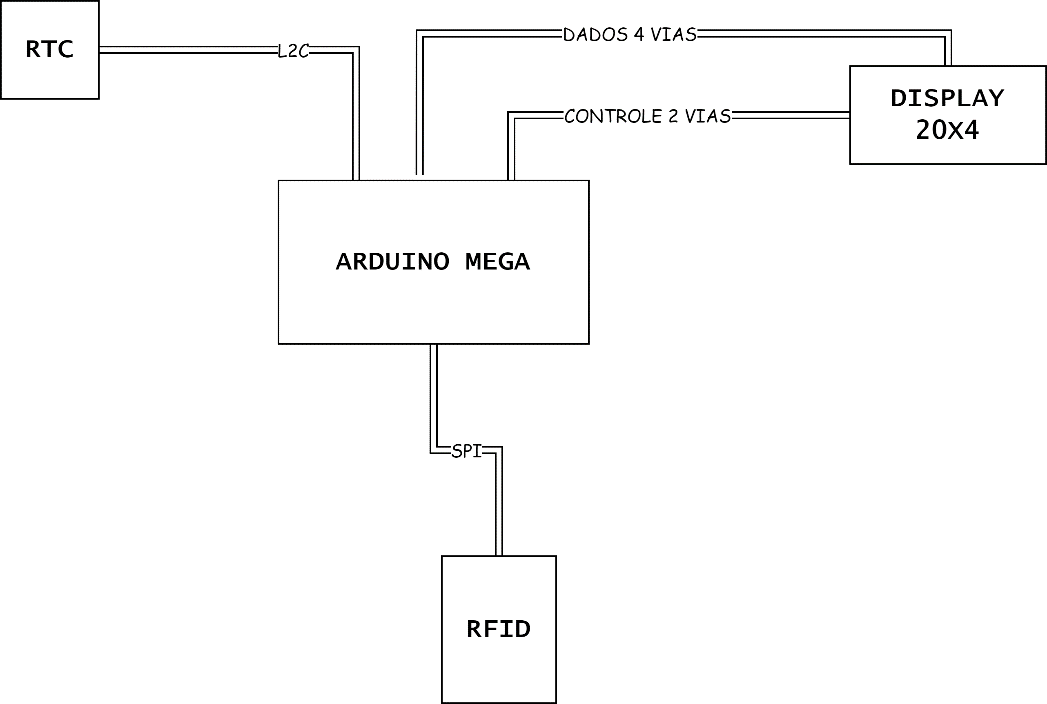 RTC
L2C
DADOS 4 VIAS
CONTROLE 2 VIAS
DISPLAY
20X4
ARDUINO MEGA
SPI
RFID